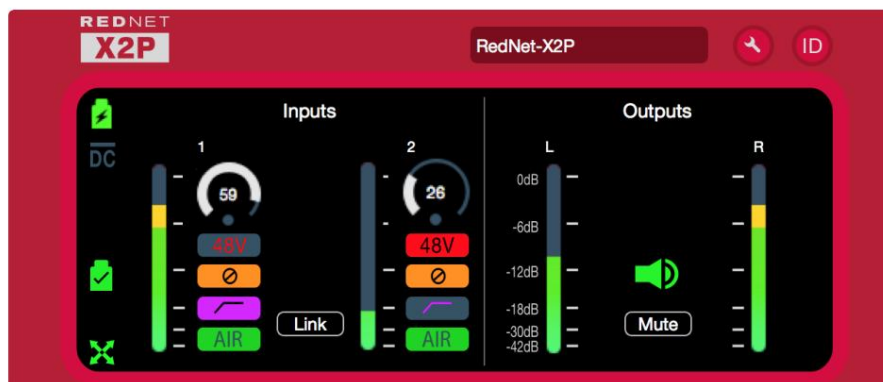 REDNET
X2P
RedNet-X2P
ID
Inputs
Outputs
DC
1
2
L
R
59
26
0dB
-6dB
48V
48V
-12dB
-18dB
Link
Mute
AIR
AIR
-30dB
-42dB